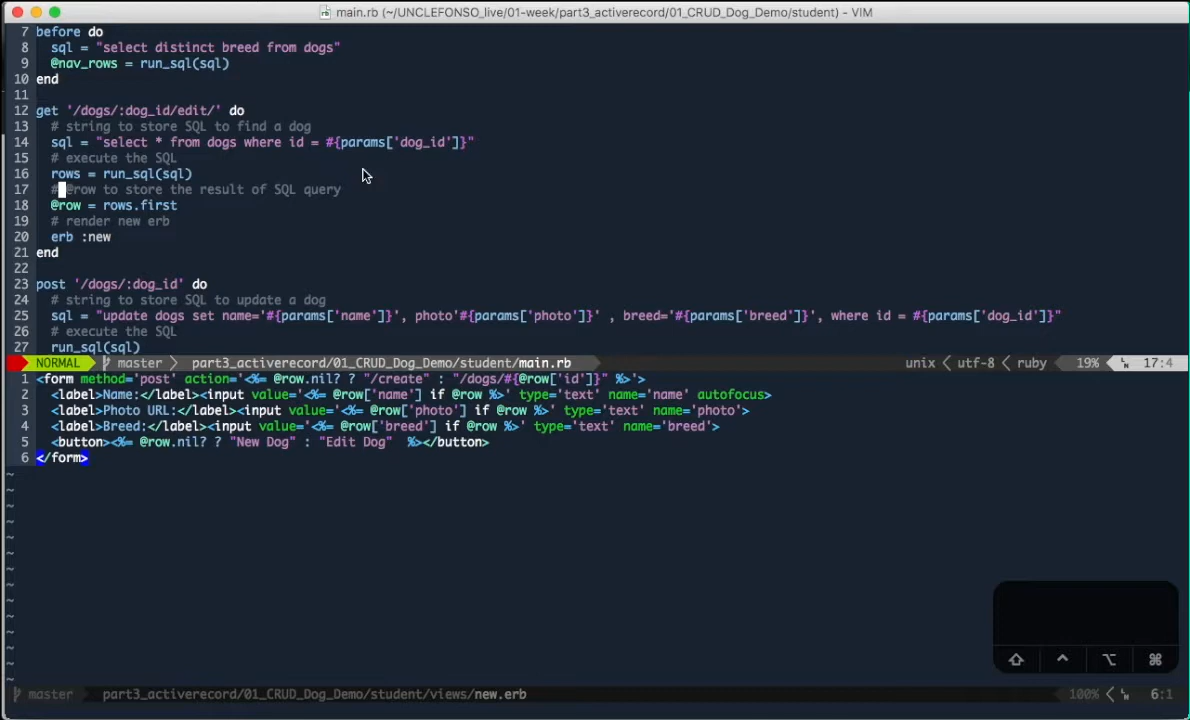 main.rb (~/UNCLEFONSO_live/01-week/part3_activerecord/01_CRUD_Dog_Demo/student) - VIM
7 before do
8   sql = "select distinct breed from dogs"
9   @nav_rows = run_sql(sql)
10 end
11
12 get '/dogs/:dog_id/edit/' do
13   # string to store SQL to find a dog
14   sql = "select * from dogs where id = #{params['dog_id']}"
15   # execute the SQL
16   rows = run_sql(sql)
17   # @row to store the result of SQL query
18   @row = rows.first
19   # render new erb
20   erb :new
21 end
22
23 post '/dogs/:dog_id' do
24   # string to store SQL to update a dog
25   sql = "update dogs set name='#{params['name']}', photo'#{params['photo']}' , breed='#{params['breed']}', where id = #{params['dog_id']}"
26   # execute the SQL
27   run_sql(sql)
NORMAL master part3_activerecord/01_CRUD_Dog_Demo/student/main.rb unix utf-8 ruby 19% 17:4
1 <form method='post' action='<%= @row.nil? ? "/create" : "/dogs/#{@row['id']}" %>'>
2   <label>Name:</label><input value='<%= @row['name'] if @row %>' type='text' name='name' autofocus>
3   <label>Photo URL:</label><input value='<%= @row['photo'] if @row %>' type='text' name='photo'>
4   <label>Breed:</label><input value='<%= @row['breed'] if @row %>' type='text' name='breed'>
5   <button><%= @row.nil? ? "New Dog" : "Edit Dog"  %></button>
6 </form>
~
~
~
~
~
~
~
~
~
~
~
~
~
~
master part3_activerecord/01_CRUD_Dog_Demo/student/views/new.erb 100% 6:1